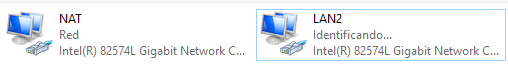 NAT
Red
Intel(R) 82574L Gigabit Network C...
LAN2
Identificando...
Intel(R) 82574L Gigabit Network C...